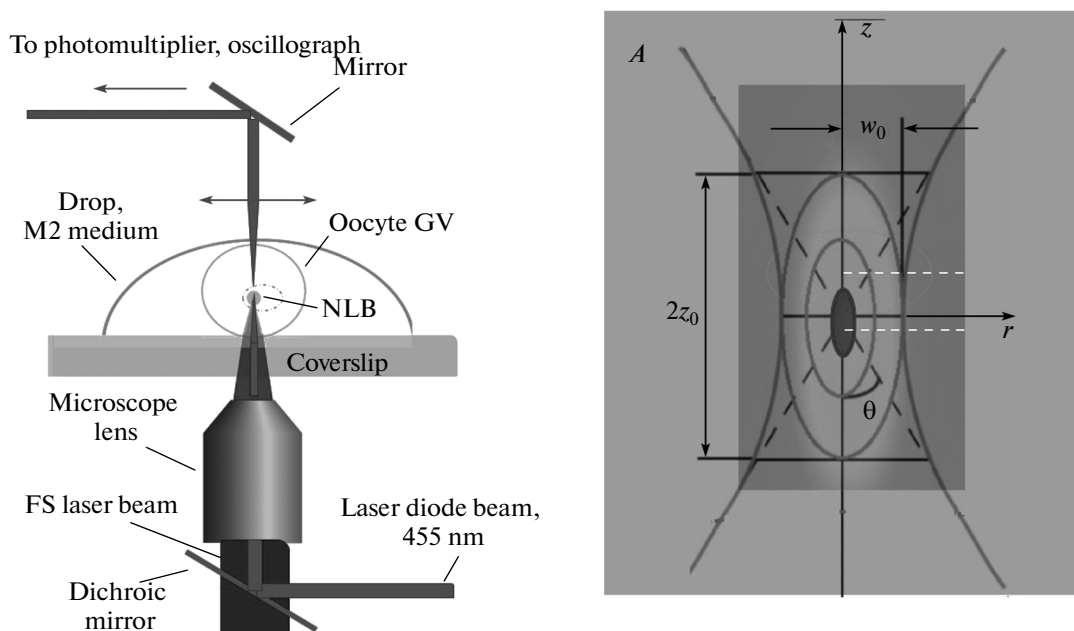 To photomultiplier, oscillograph
Mirror
Drop,
M2 medium
Oocyte GV
NLB
Coverslip
Microscope
lens
FS laser beam
Laser diode beam,
455 nm
Dichroic
mirror
A
z
w₀
2z₀
r
θ